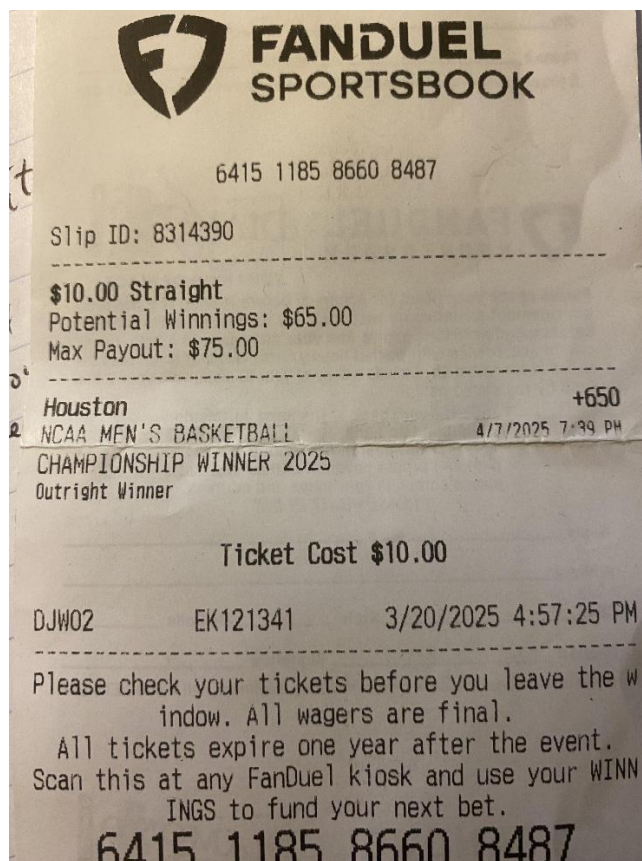 FANDUEL
SPORTSBOOK
6415 1185 8660 8487
Slip ID: 8314390
$10.00 Straight
Potential Winnings: $65.00
Max Payout: $75.00
Houston +650
NCAA MEN'S BASKETBALL 4/7/2025 7:39 PM
CHAMPIONSHIP WINNER 2025
Outright Winner
Ticket Cost $10.00
DJW02 EK121341 3/20/2025 4:57:25 PM
Please check your tickets before you leave the w
indow. All wagers are final.
All tickets expire one year after the event.
Scan this at any FanDuel kiosk and use your WINN
INGS to fund your next bet.
6415 1185 8660 8487